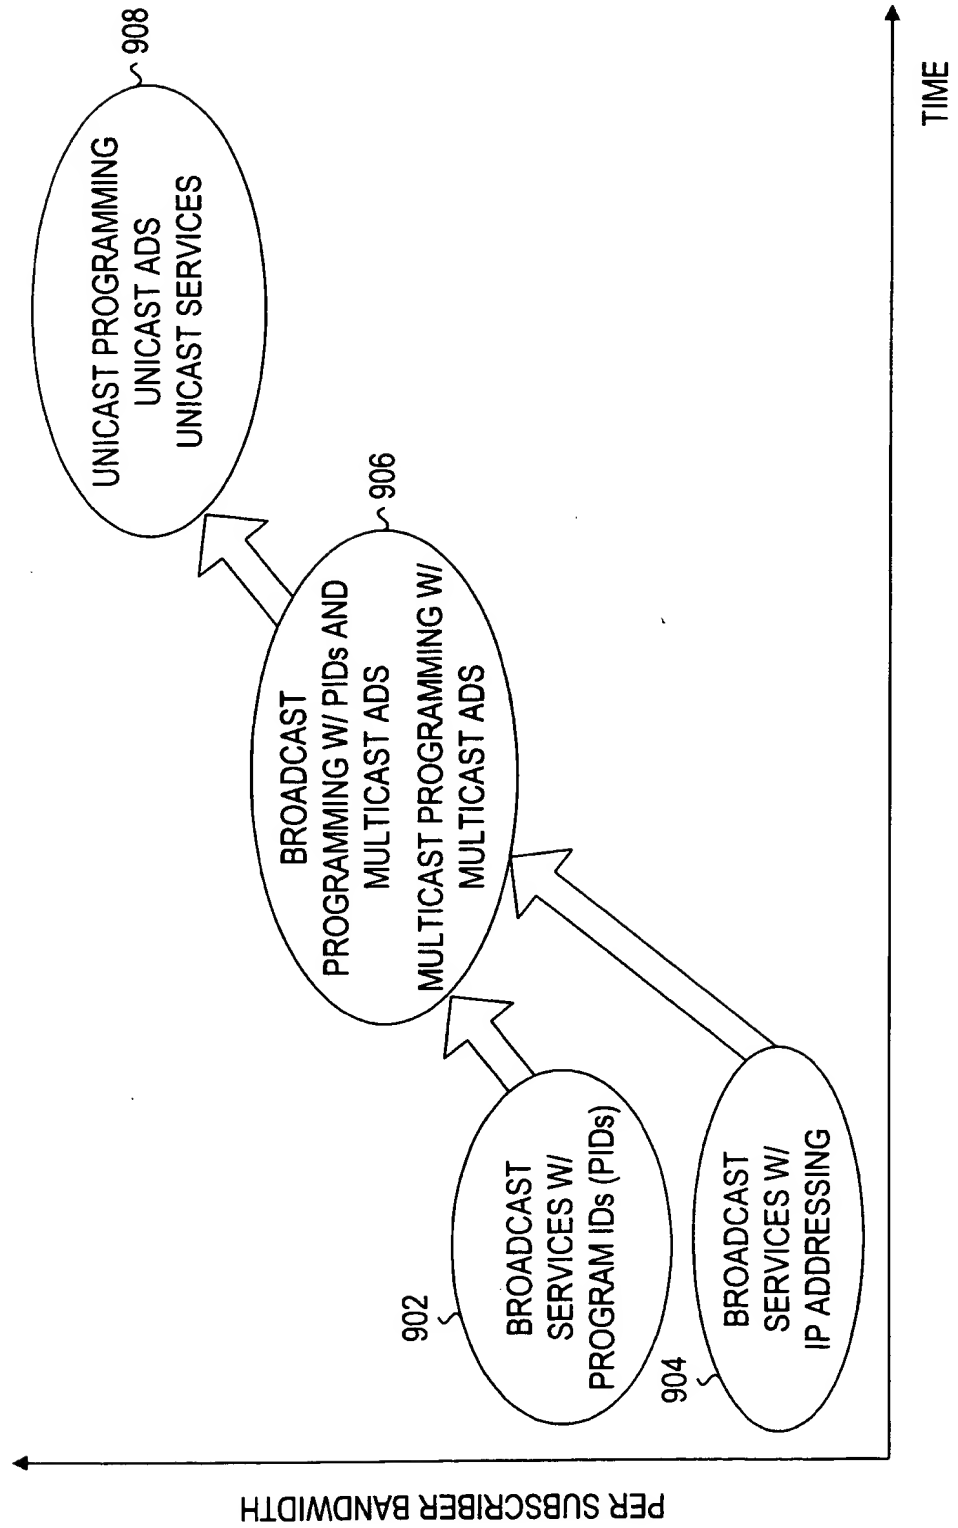 908
UNICAST PROGRAMMING
UNICAST ADS
UNICAST SERVICES
906
BROADCAST
PROGRAMMING W/ PIDs AND
MULTICAST ADS
MULTICAST PROGRAMMING W/
MULTICAST ADS
902
BROADCAST
SERVICES W/
PROGRAM IDs (PIDs)
904
BROADCAST
SERVICES W/
IP ADDRESSING
PER SUBSCRIBER BANDWIDTH
TIME